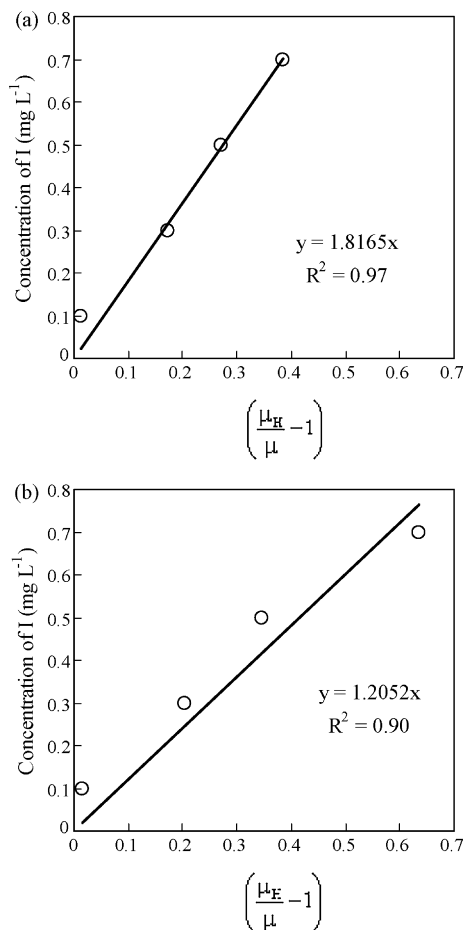 (a)
0.8
0.7
0.6
0.5
0.4
0.3
0.2
0.1
0
Concentration of I (mg L⁻¹)
y = 1.8165x
R² = 0.97
0 0.1 0.2 0.3 0.4 0.5 0.6 0.7
(μ_H/μ −1)
(b)
0.8
0.7
0.6
0.5
0.4
0.3
0.2
0.1
0
Concentration of I (mg L⁻¹)
y = 1.2052x
R² = 0.90
0 0.1 0.2 0.3 0.4 0.5 0.6 0.7
(μ_E/μ −1)